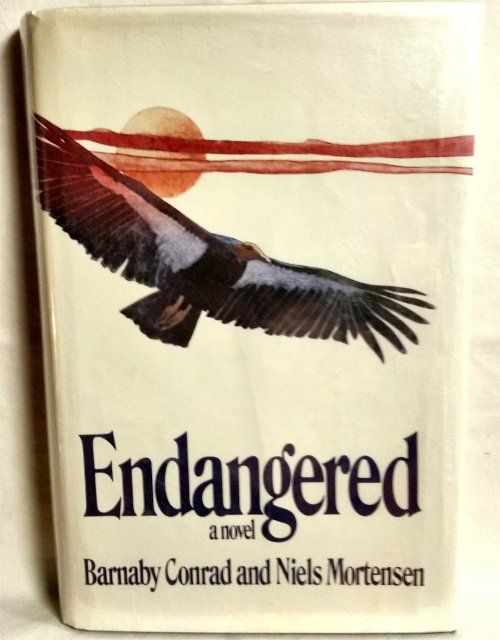 Endangered
a novel
Barnaby Conrad and Niels Mortensen